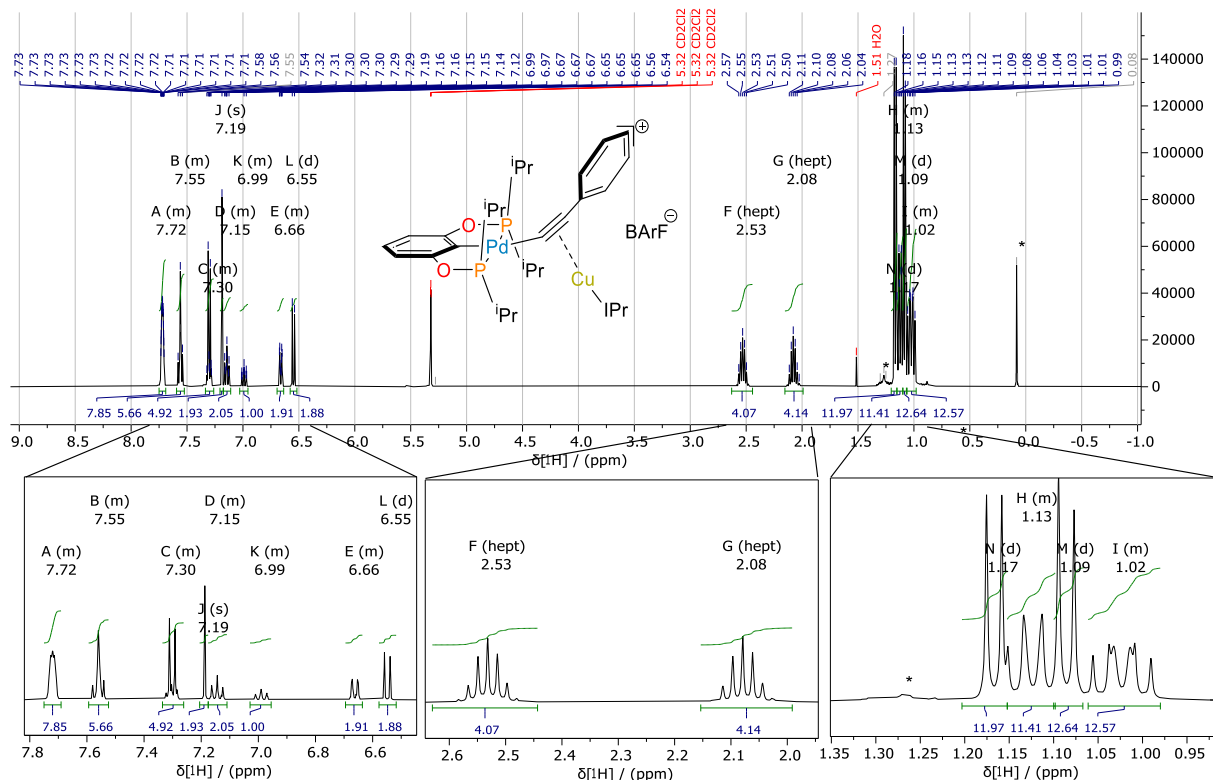 7.73 7.73 7.73 7.73 7.73 7.72 7.72 7.72 7.72 7.71 7.71 7.71 7.71 7.71 7.71 7.58 7.56 7.55 7.54 7.32 7.31 7.30 7.30 7.29 7.29 7.19 7.16 7.16 7.15 7.14 7.12 6.99 6.97 6.67 6.67 6.67 6.65 6.65 6.65 6.56 6.54 5.32 CD2Cl2 5.32 CD2Cl2 5.32 CD2Cl2 2.55 2.53 2.51 2.50 2.11 2.10 2.08 2.06 2.04 1.51 H2O 1.16 1.15 1.13 1.13 1.12 1.11 1.09 1.08 1.06 1.04 1.03 1.01 1.01 0.99 0.08
J (s)
7.19
B (m)
7.55
K (m)
6.99
L (d)
6.55
A (m)
7.72
D (m)
7.15
E (m)
6.66
C (m)
7.30
G (hept)
2.08
F (hept)
2.53
H (m)
1.13
M (d)
1.09
I (m)
1.02
N (d)
1.17
⊕
iPr
iPr
O
P
Pd
O
P
iPr
iPr
Cu
IPr
BArF⊖
*
*
*
140000
120000
100000
80000
60000
40000
20000
0
7.85 5.66 4.92 1.93 2.05 1.00 1.91 1.88 4.07 4.14 11.97 11.41 12.64 12.57
9.0 8.5 8.0 7.5 7.0 6.5 6.0 5.5 5.0 4.5 4.0 3.5 3.0 2.5 2.0 1.5 1.0 0.5 0.0 -0.5 -1.0
δ[1H] / (ppm)
B (m)
7.55
D (m)
7.15
L (d)
6.55
A (m)
7.72
C (m)
7.30
K (m)
6.99
E (m)
6.66
J (s)
7.19
7.85 5.66 4.92 1.93 2.05 1.00 1.91 1.88
7.8 7.6 7.4 7.2 7.0 6.8 6.6
δ[1H] / (ppm)
F (hept)
2.53
G (hept)
2.08
4.07 4.14
2.6 2.5 2.4 2.3 2.2 2.1 2.0
δ[1H] / (ppm)
H (m)
1.13
N (d)
1.17
M (d)
1.09
I (m)
1.02
*
11.97 11.41 12.64 12.57
1.35 1.30 1.25 1.20 1.15 1.10 1.05 1.00 0.95
δ[1H] / (ppm)